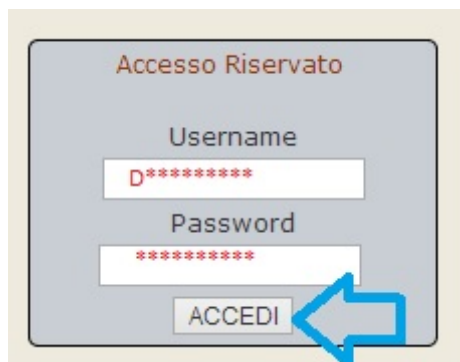 Accesso Riservato
Username
D*********
Password
**********
ACCEDI